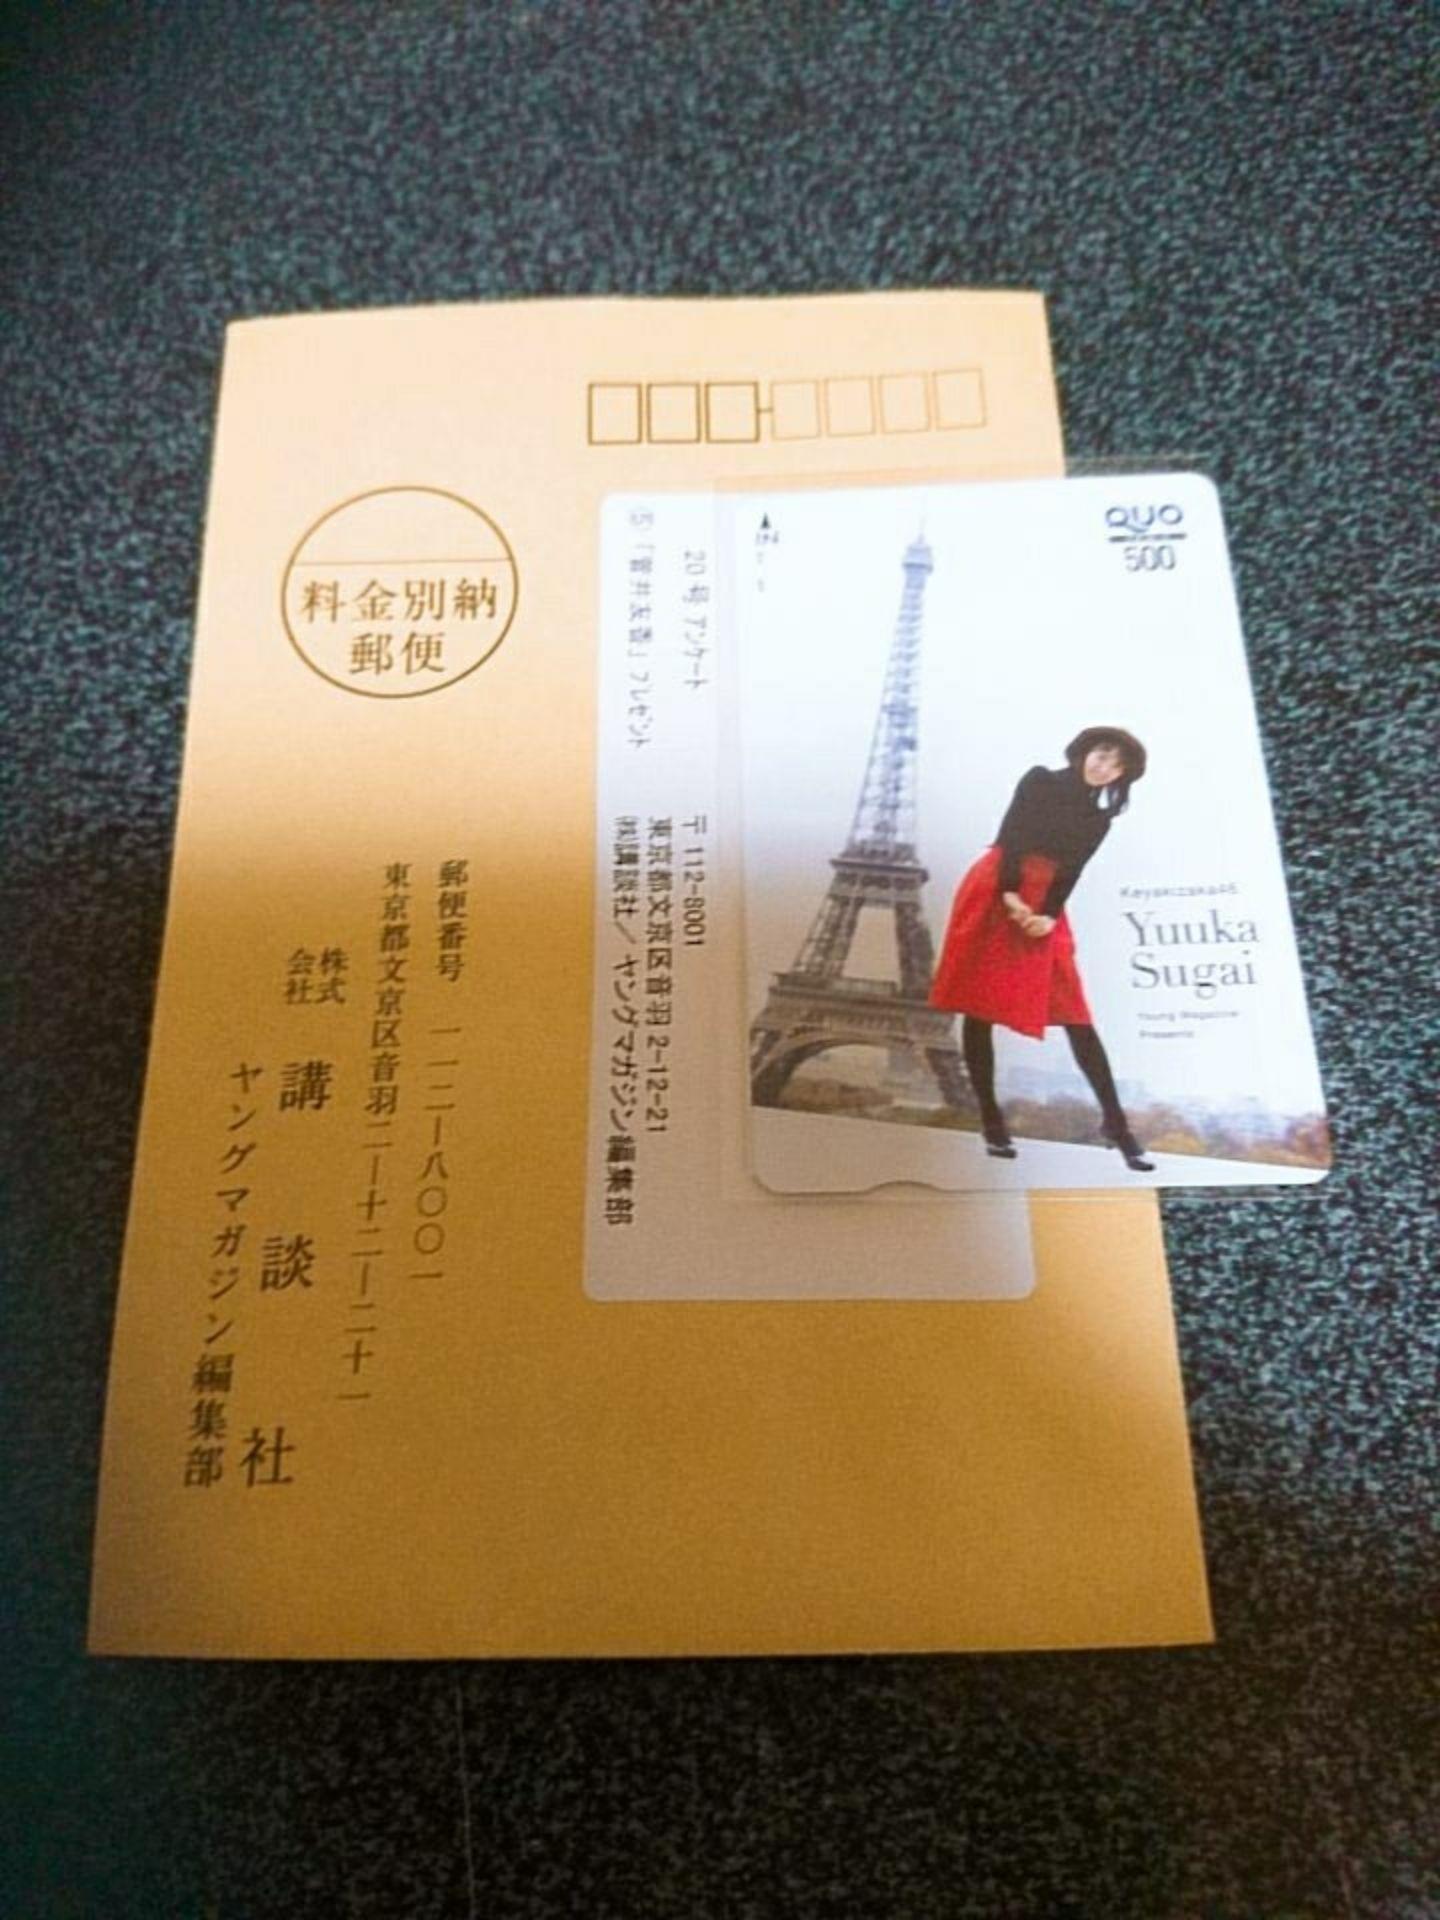 料金別納
郵便
郵便番号 一一二―八〇〇一
東京都文京区音羽二―十二―二十一
株式
会社
講談社
ヤングマガジン編集部
20号アンケート
⑤「菅井友香」プレゼント
〒112-8001
東京都文京区音羽2-12-21
㈱講談社／ヤングマガジン編集部
QUO
500
Keyakizaka46
Yuuka
Sugai
Young Magazine
Presents